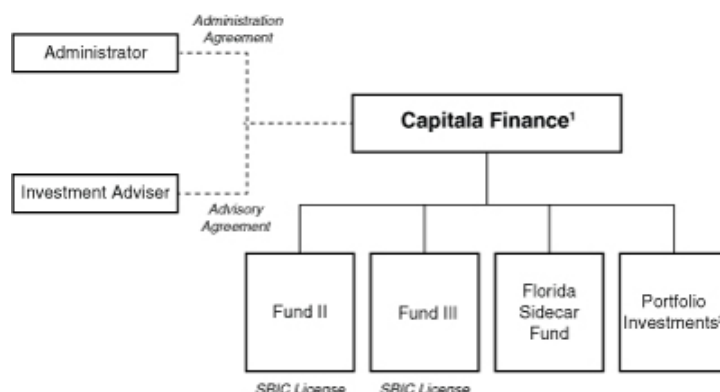 Administration
Agreement
Administrator
Capitala Finance¹
Investment Adviser
Advisory
Agreement
Fund II
Fund III
Florida
Sidecar
Fund
Portfolio
Investments
SBIC License
SBIC License